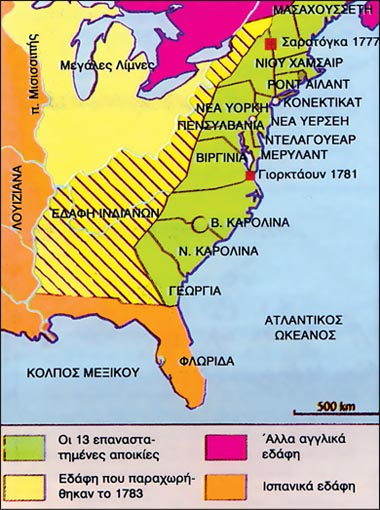 ΜΑΣΑΧΟΥΣΣΕΤΗ
Σαρατόγκα 1777
Μεγάλες Λίμνες
ΝΙΟΥ ΧΑΜΣΑΙΡ
ΡΟΝΤ ΑΙΛΑΝΤ
π. Μισισσιπής
ΝΕΑ ΥΟΡΚΗ
ΚΟΝΕΚΤΙΚΑΤ
ΠΕΝΣΥΛΒΑΝΙΑ
ΝΕΑ ΥΕΡΣΕΗ
ΝΤΕΛΑΓΟΥΕΑΡ
ΒΙΡΓΙΝΙΑ
ΜΕΡΥΛΑΝΤ
Γιορκτάουν 1781
ΛΟΥΙΖΙΑΝΑ
ΕΔΑΦΗ ΙΝΔΙΑΝΩΝ
Β. ΚΑΡΟΛΙΝΑ
Ν. ΚΑΡΟΛΙΝΑ
ΓΕΩΡΓΙΑ
ΑΤΛΑΝΤΙΚΟΣ
ΩΚΕΑΝΟΣ
ΦΛΩΡΙΔΑ
ΚΟΛΠΟΣ ΜΕΞΙΚΟΥ
500 km
Οι 13 επαναστα-
τημένες αποικίες
Άλλα αγγλικά
εδάφη
Εδάφη που παραχωρή-
θηκαν το 1783
Ισπανικά εδάφη